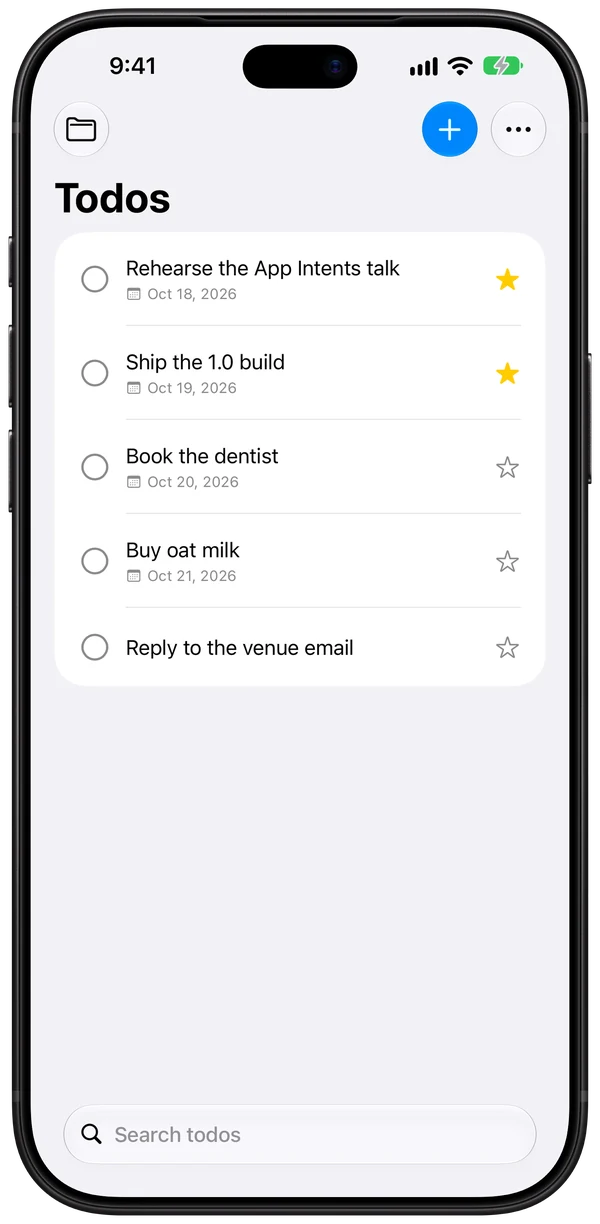 9:41
Todos
Rehearse the App Intents talk
Oct 18, 2026
Ship the 1.0 build
Oct 19, 2026
Book the dentist
Oct 20, 2026
Buy oat milk
Oct 21, 2026
Reply to the venue email
Search todos